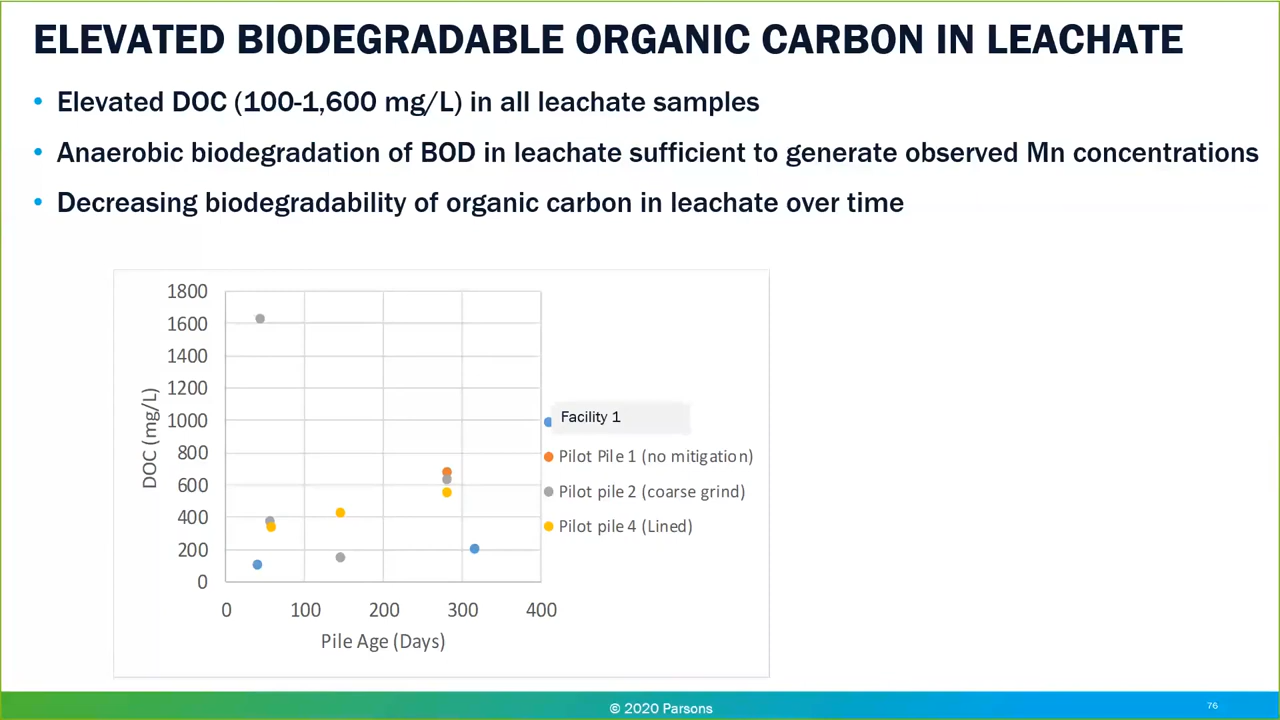 ELEVATED BIODEGRADABLE ORGANIC CARBON IN LEACHATE
• Elevated DOC (100-1,600 mg/L) in all leachate samples
• Anaerobic biodegradation of BOD in leachate sufficient to generate observed Mn concentrations
• Decreasing biodegradability of organic carbon in leachate over time
1800
1600
1400
1200
1000
800
600
400
200
0
DOC (mg/L)
0 100 200 300 400
Pile Age (Days)
Facility 1
Pilot Pile 1 (no mitigation)
Pilot pile 2 (coarse grind)
Pilot pile 4 (Lined)
© 2020 Parsons
76